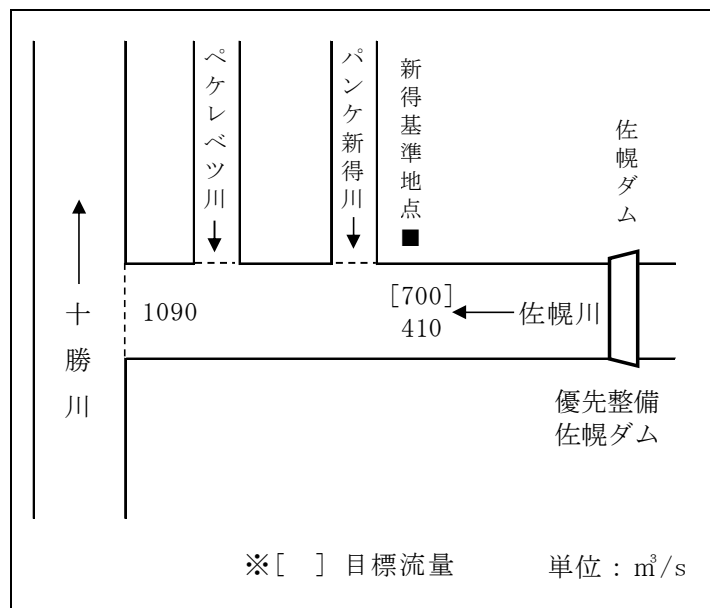 ペケレベツ川
パンケ新得川
新得基準地点
■
佐幌ダム
十勝川
1090
[700]
410
佐幌川
優先整備
佐幌ダム
※[ ] 目標流量
単位：㎥/s